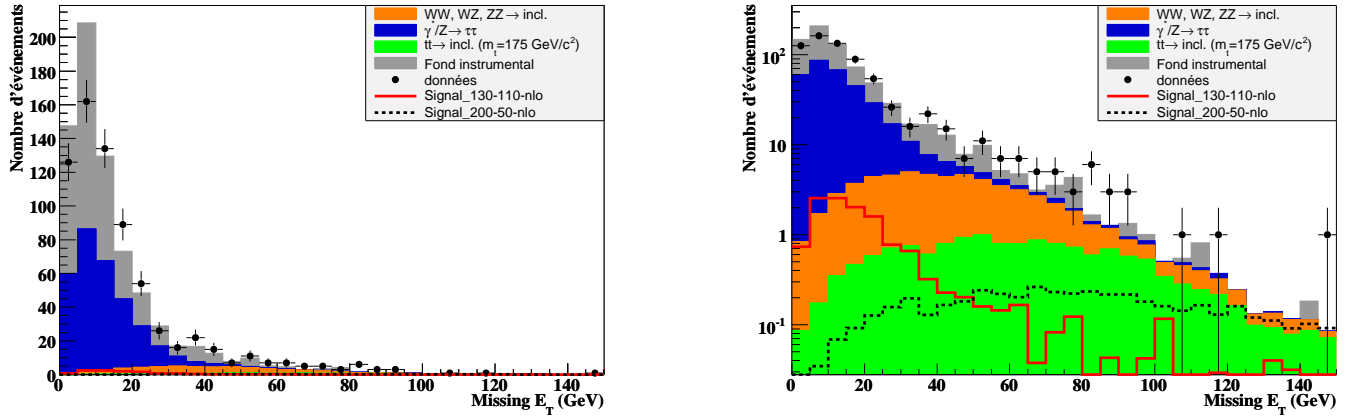 Nombre d'événements
200
180
160
140
120
100
80
60
40
20
0
WW, WZ, ZZ → incl.
γ*/Z → ττ
tt → incl. (m_t=175 GeV/c²)
Fond instrumental
données
Signal_130-110-nlo
Signal_200-50-nlo
0 20 40 60 80 100 120 140
Missing E_T (GeV)
Nombre d'événements
10²
10
1
10⁻¹
WW, WZ, ZZ → incl.
γ*/Z → ττ
tt → incl. (m_t=175 GeV/c²)
Fond instrumental
données
Signal_130-110-nlo
Signal_200-50-nlo
0 20 40 60 80 100 120 140
Missing E_T (GeV)